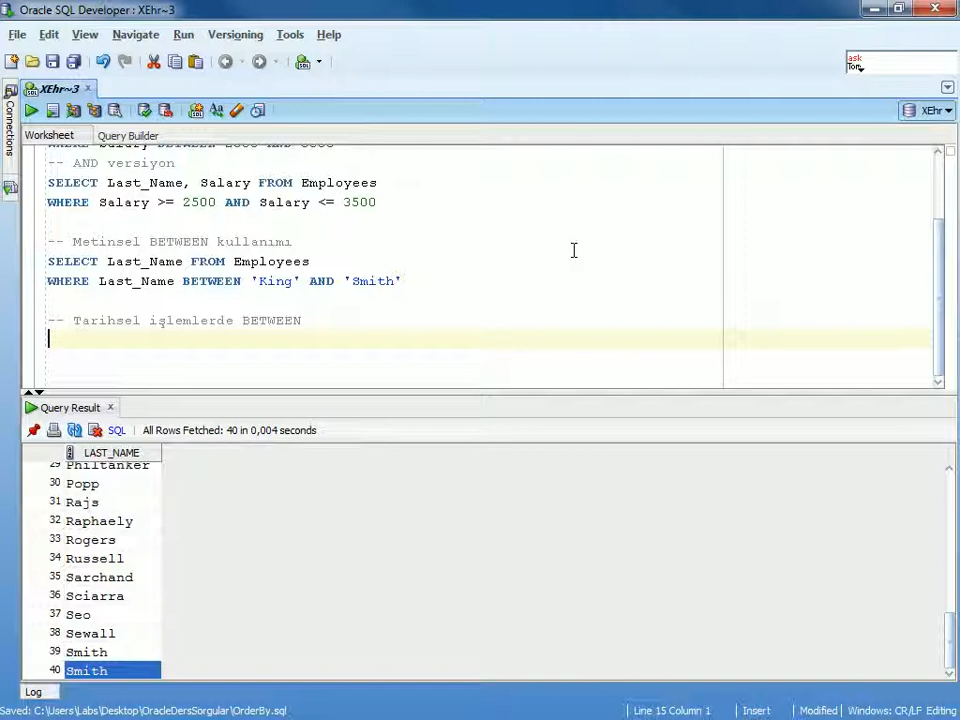 Oracle SQL Developer : XEhr~3
File Edit View Navigate Run Versioning Tools Help
ask
Tom
XEhr~3
Connections
XEhr
Worksheet Query Builder
-- AND versiyon
SELECT Last_Name, Salary FROM Employees
WHERE Salary >= 2500 AND Salary <= 3500
-- Metinsel BETWEEN kullanımı
SELECT Last_Name FROM Employees
WHERE Last_Name BETWEEN 'King' AND 'Smith'
-- Tarihsel işlemlerde BETWEEN
Query Result
SQL All Rows Fetched: 40 in 0,004 seconds
LAST_NAME
29 Philtanker
30 Popp
31 Rajs
32 Raphaely
33 Rogers
34 Russell
35 Sarchand
36 Sciarra
37 Seo
38 Sewall
39 Smith
40 Smith
Log
Saved: C:\Users\Labs\Desktop\OracleDersSorgular\OrderBy.sql Line 15 Column 1 Insert Modified Windows: CR/LF Editing